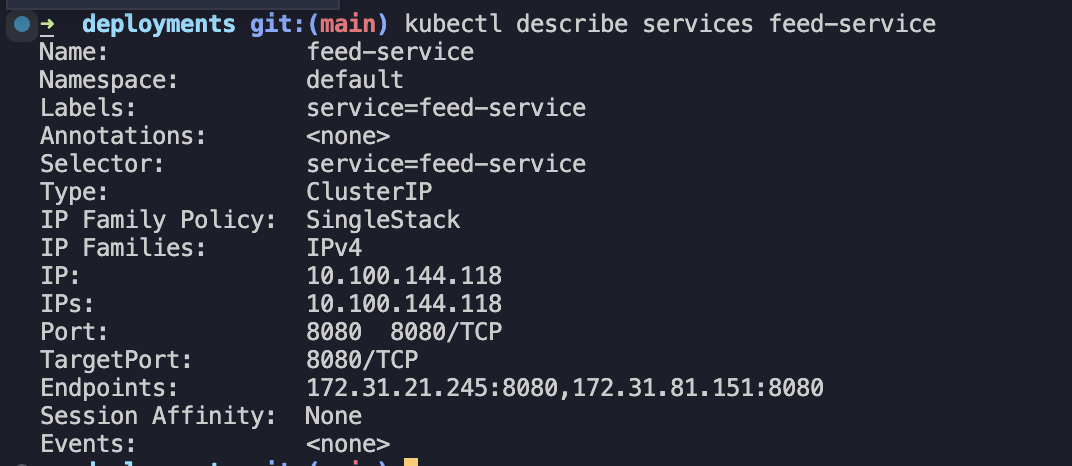 ➜ deployments git:(main) kubectl describe services feed-service
Name: feed-service
Namespace: default
Labels: service=feed-service
Annotations: <none>
Selector: service=feed-service
Type: ClusterIP
IP Family Policy: SingleStack
IP Families: IPv4
IP: 10.100.144.118
IPs: 10.100.144.118
Port: 8080 8080/TCP
TargetPort: 8080/TCP
Endpoints: 172.31.21.245:8080,172.31.81.151:8080
Session Affinity: None
Events: <none>
deployments git:(main)